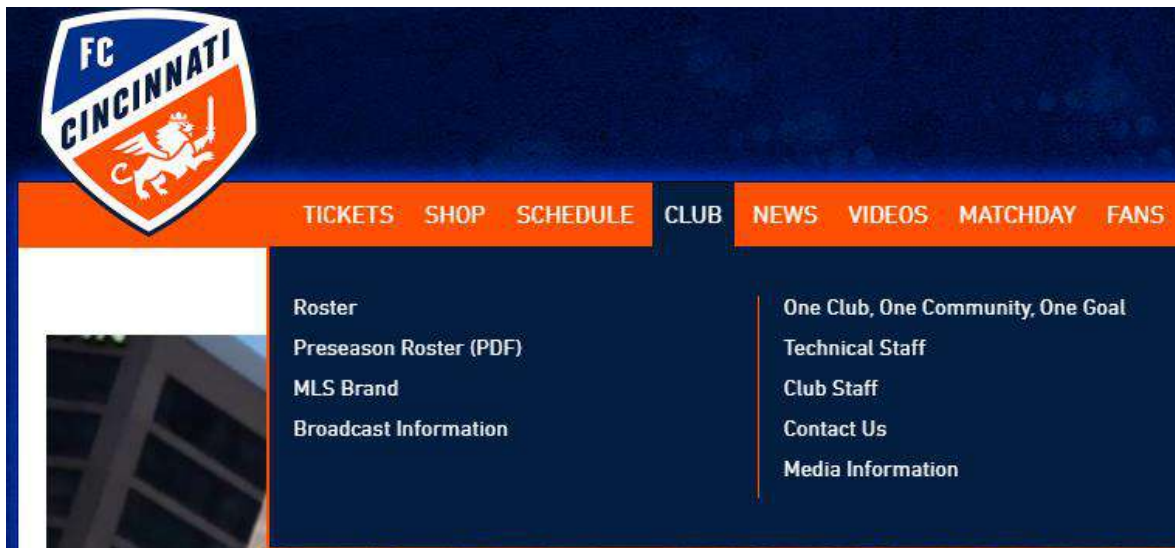 FC
CINCINNATI
TICKETS SHOP SCHEDULE CLUB NEWS VIDEOS MATCHDAY FANS
Roster
Preseason Roster (PDF)
MLS Brand
Broadcast Information
One Club, One Community, One Goal
Technical Staff
Club Staff
Contact Us
Media Information